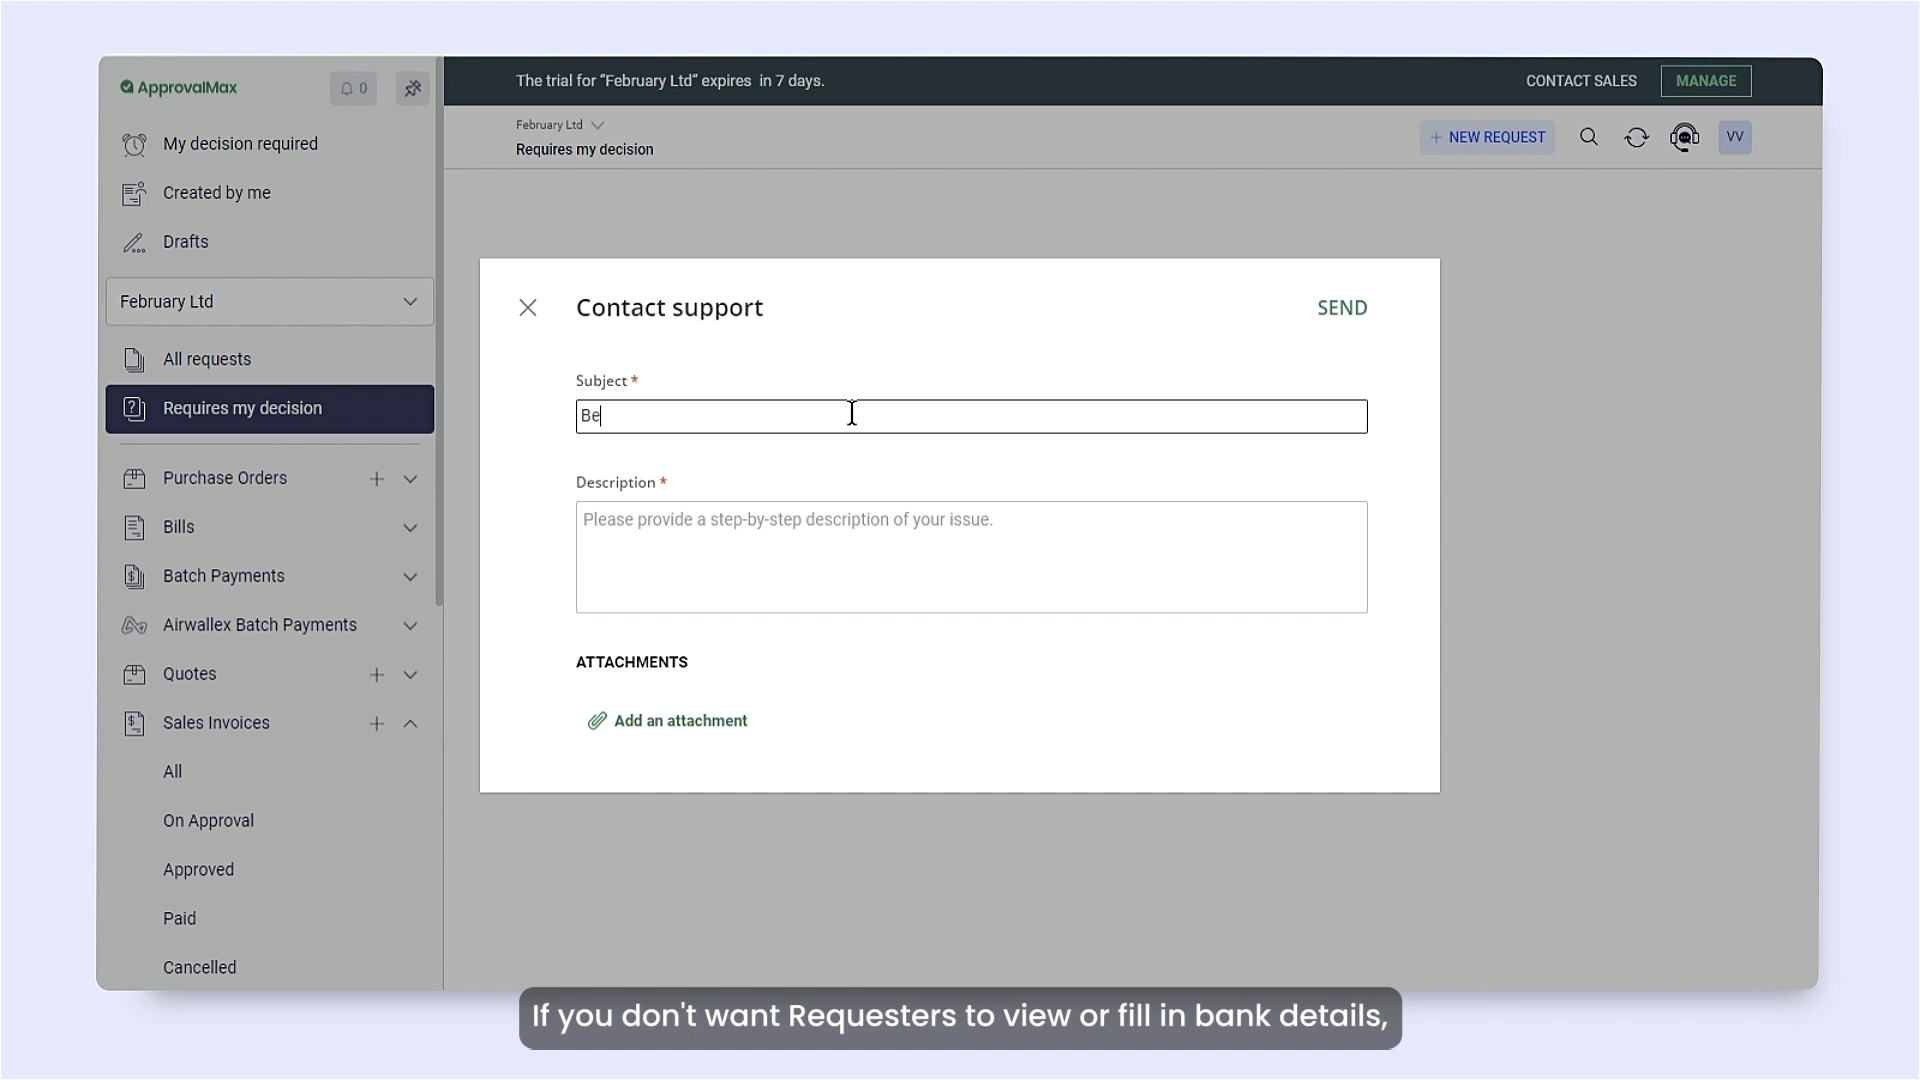 ApprovalMax
0
The trial for "February Ltd" expires in 7 days.
CONTACT SALES
MANAGE
February Ltd
Requires my decision
+ NEW REQUEST
VV
My decision required
Created by me
Drafts
February Ltd
All requests
Requires my decision
Purchase Orders
Bills
Batch Payments
Airwallex Batch Payments
Quotes
Sales Invoices
All
On Approval
Approved
Paid
Cancelled
Contact support
SEND
Subject *
Be
Description *
Please provide a step-by-step description of your issue.
ATTACHMENTS
Add an attachment
If you don't want Requesters to view or fill in bank details,